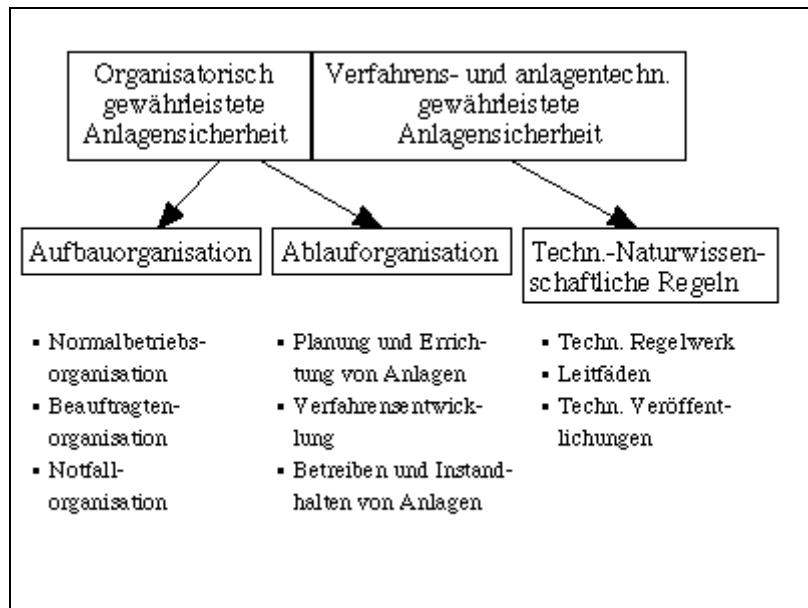 Organisatorisch
gewährleistete
Anlagensicherheit
Verfahrens- und anlagentechn.
gewährleistete
Anlagensicherheit
Aufbauorganisation
Ablauforganisation
Techn.-Naturwissen-
schaftliche Regeln
▪ Normalbetriebs-
organisation
▪ Beauftragten-
organisation
▪ Notfall-
organisation
▪ Planung und Errich-
tung von Anlagen
▪ Verfahrensentwick-
lung
▪ Betreiben und Instand-
halten von Anlagen
▪ Techn. Regelwerk
▪ Leitfäden
▪ Techn. Veröffent-
lichungen